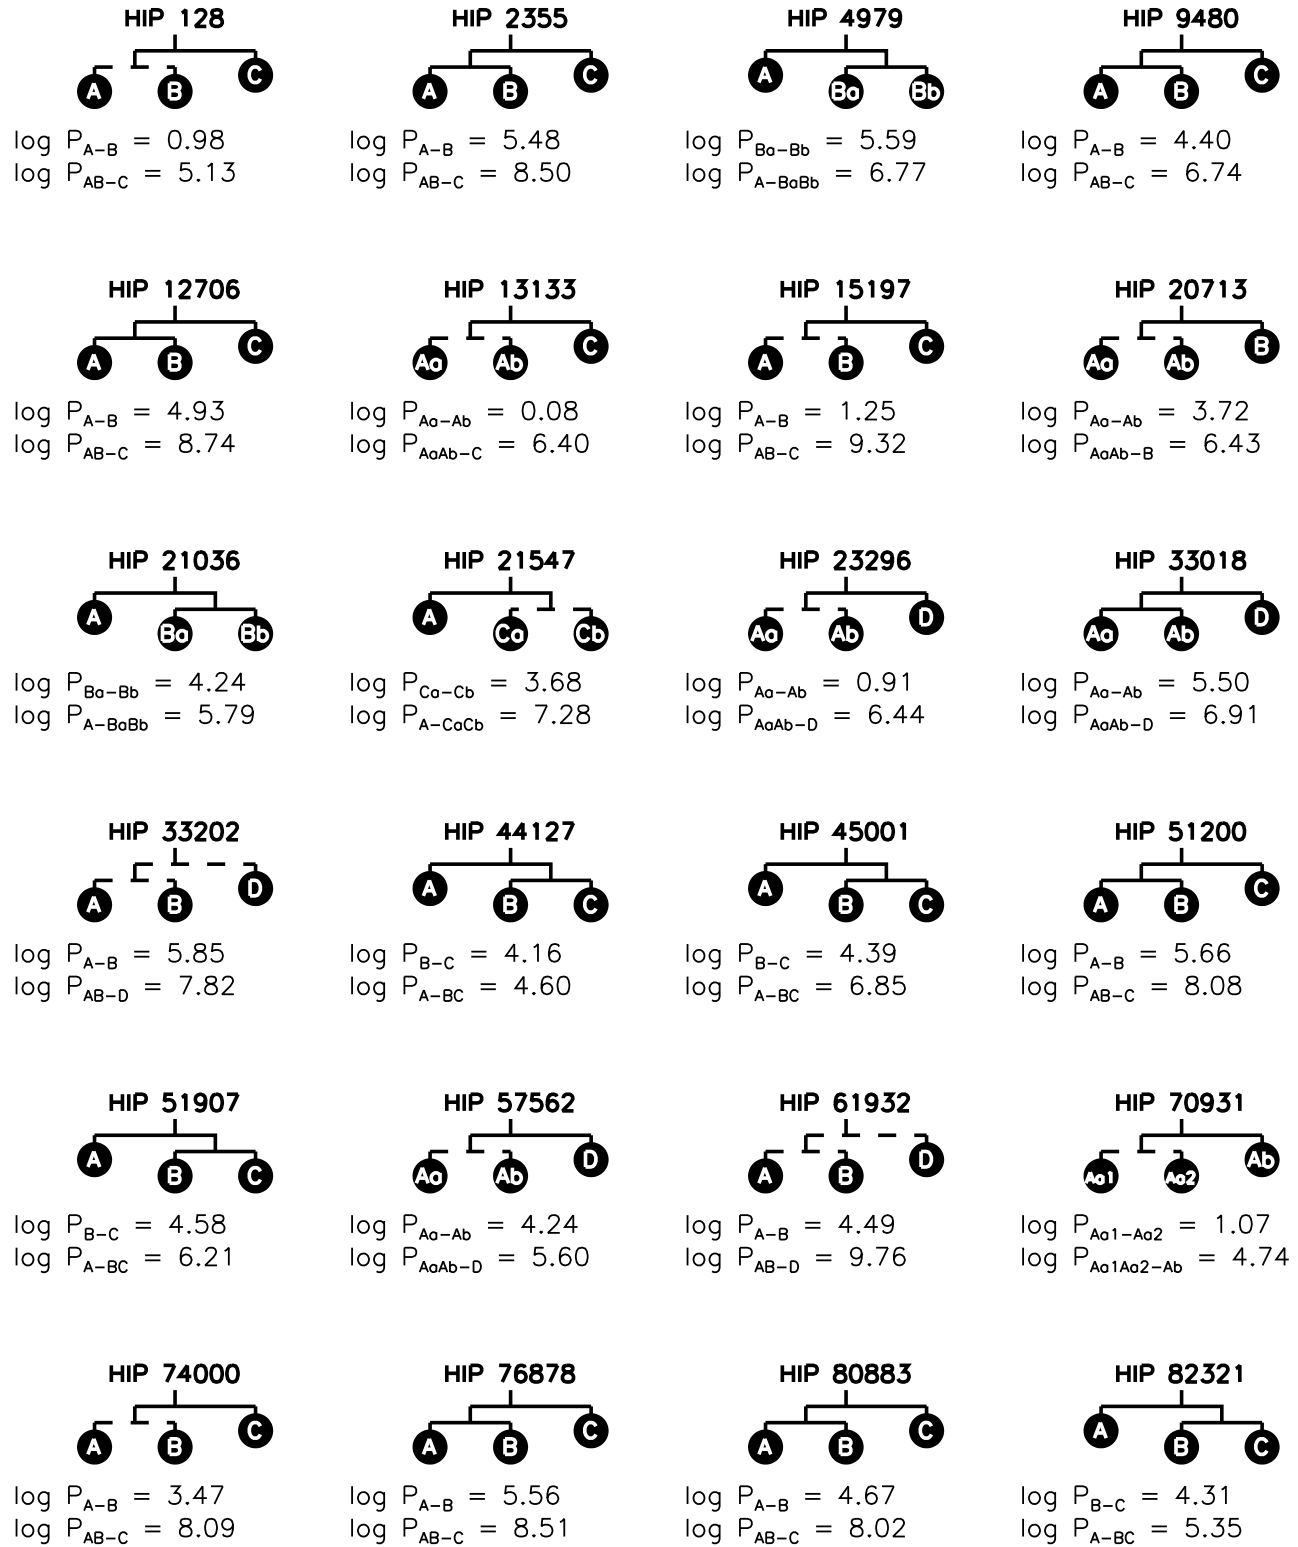 HIP 128
A B C
log P_A–B = 0.98
log P_AB–C = 5.13
HIP 2355
A B C
log P_A–B = 5.48
log P_AB–C = 8.50
HIP 4979
A Ba Bb
log P_Ba–Bb = 5.59
log P_A–BaBb = 6.77
HIP 9480
A B C
log P_A–B = 4.40
log P_AB–C = 6.74
HIP 12706
A B C
log P_A–B = 4.93
log P_AB–C = 8.74
HIP 13133
Aa Ab C
log P_Aa–Ab = 0.08
log P_AaAb–C = 6.40
HIP 15197
A B C
log P_A–B = 1.25
log P_AB–C = 9.32
HIP 20713
Aa Ab B
log P_Aa–Ab = 3.72
log P_AaAb–B = 6.43
HIP 21036
A Ba Bb
log P_Ba–Bb = 4.24
log P_A–BaBb = 5.79
HIP 21547
A Ca Cb
log P_Ca–Cb = 3.68
log P_A–CaCb = 7.28
HIP 23296
Aa Ab D
log P_Aa–Ab = 0.91
log P_AaAb–D = 6.44
HIP 33018
Aa Ab D
log P_Aa–Ab = 5.50
log P_AaAb–D = 6.91
HIP 33202
A B D
log P_A–B = 5.85
log P_AB–D = 7.82
HIP 44127
A B C
log P_B–C = 4.16
log P_A–BC = 4.60
HIP 45001
A B C
log P_B–C = 4.39
log P_A–BC = 6.85
HIP 51200
A B C
log P_A–B = 5.66
log P_AB–C = 8.08
HIP 51907
A B C
log P_B–C = 4.58
log P_A–BC = 6.21
HIP 57562
Aa Ab D
log P_Aa–Ab = 4.24
log P_AaAb–D = 5.60
HIP 61932
A B D
log P_A–B = 4.49
log P_AB–D = 9.76
HIP 70931
Aa1 Aa2 Ab
log P_Aa1–Aa2 = 1.07
log P_Aa1Aa2–Ab = 4.74
HIP 74000
A B C
log P_A–B = 3.47
log P_AB–C = 8.09
HIP 76878
A B C
log P_A–B = 5.56
log P_AB–C = 8.51
HIP 80883
A B C
log P_A–B = 4.67
log P_AB–C = 8.02
HIP 82321
A B C
log P_B–C = 4.31
log P_A–BC = 5.35